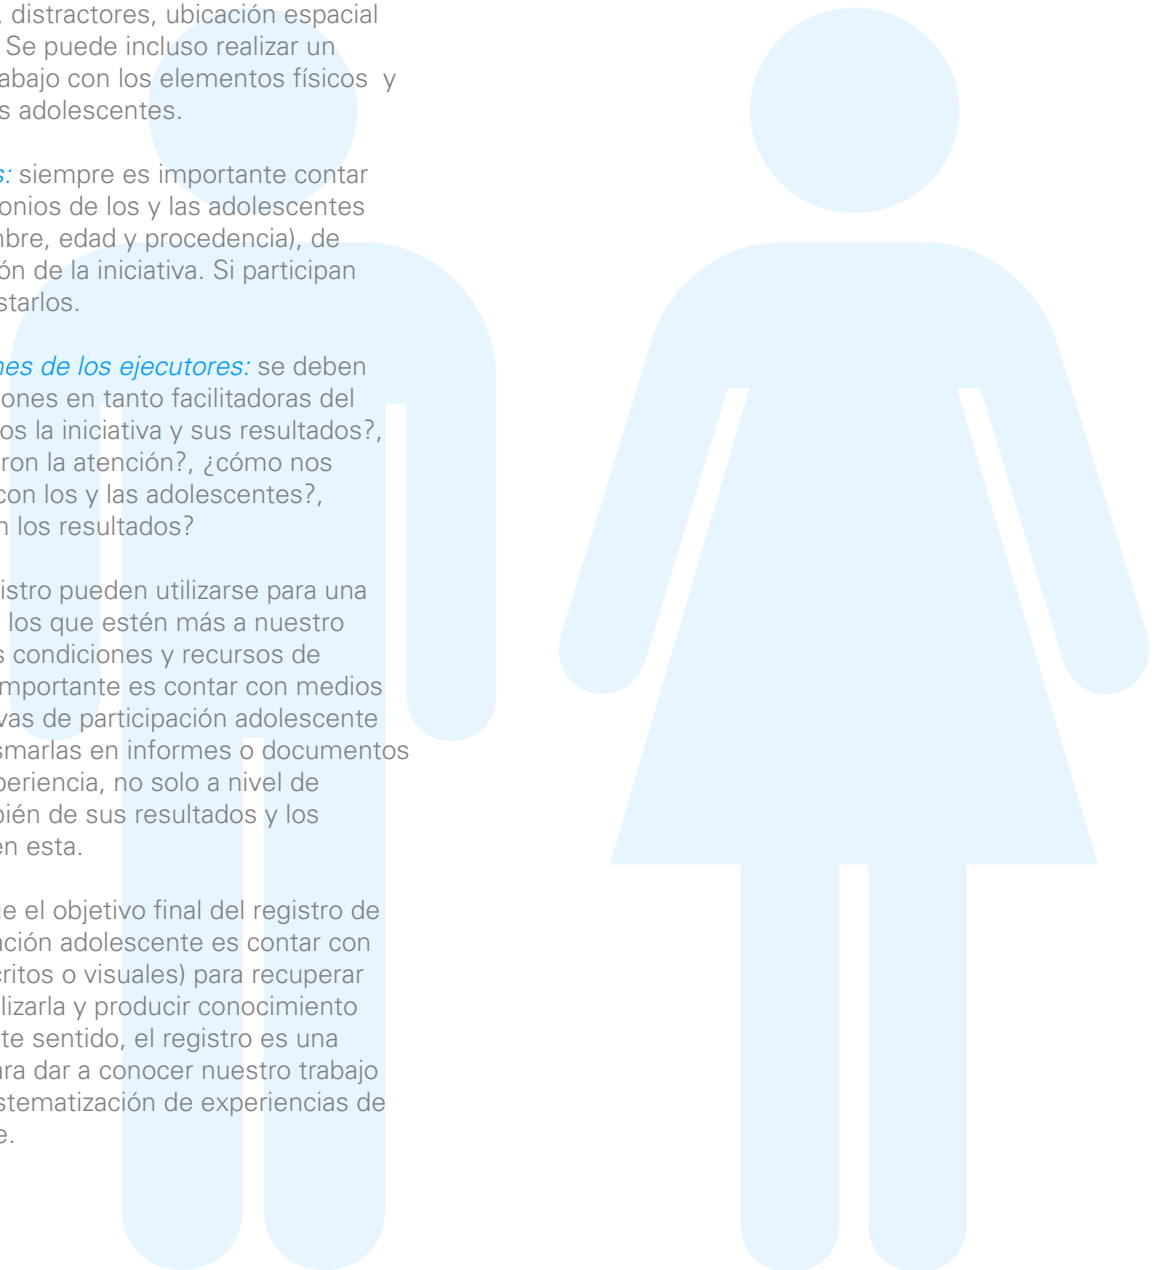 , distractores, ubicación espacial
Se puede incluso realizar un
abajo con los elementos físicos y
s adolescentes.
s: siempre es importante contar
onios de los y las adolescentes
mbre, edad y procedencia), de
ón de la iniciativa. Si participan
starlos.
nes de los ejecutores: se deben
iones en tanto facilitadoras del
os la iniciativa y sus resultados?,
ron la atención?, ¿cómo nos
con los y las adolescentes?,
n los resultados?
istro pueden utilizarse para una
los que estén más a nuestro
s condiciones y recursos de
importante es contar con medios
vas de participación adolescente
smarlas en informes o documentos
periencia, no solo a nivel de
bién de sus resultados y los
en esta.
ue el objetivo final del registro de
ación adolescente es contar con
critos o visuales) para recuperar
lizarla y producir conocimiento
te sentido, el registro es una
ara dar a conocer nuestro trabajo
stematización de experiencias de
e.